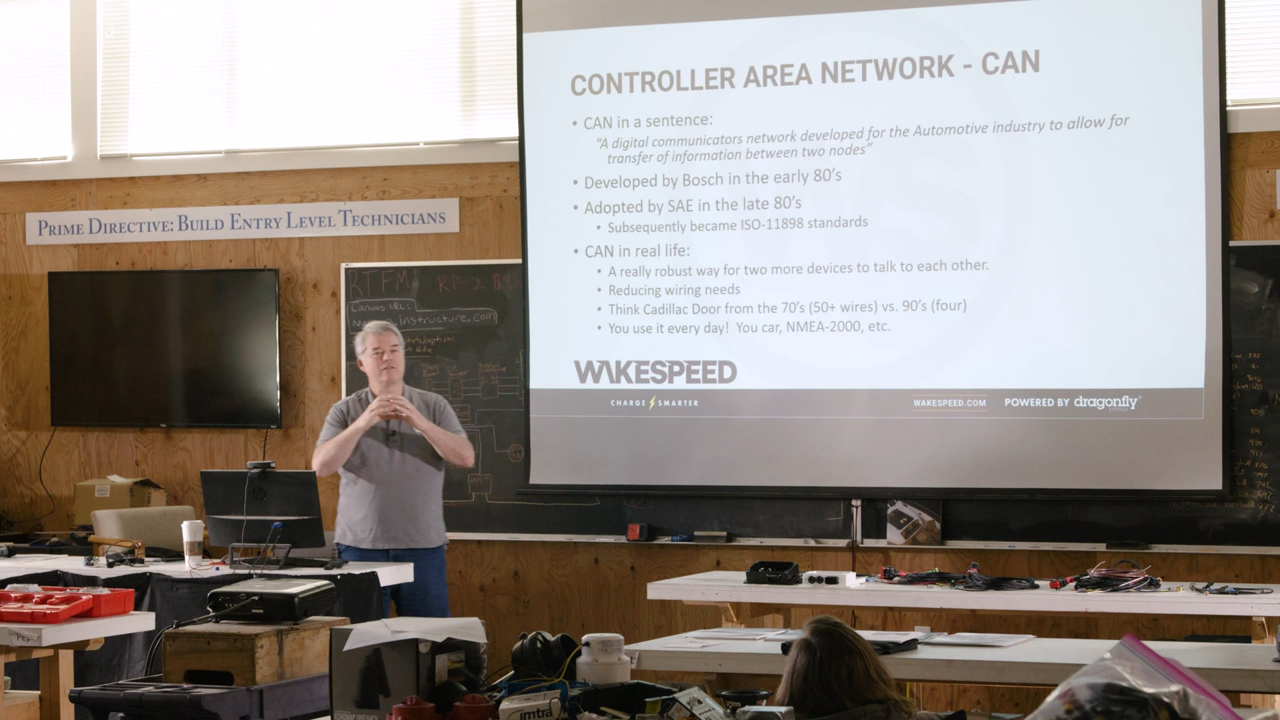 CONTROLLER AREA NETWORK - CAN
• CAN in a sentence:
"A digital communicators network developed for the Automotive industry to allow for
transfer of information between two nodes"
• Developed by Bosch in the early 80's
• Adopted by SAE in the late 80's
• Subsequently became ISO-11898 standards
• CAN in real life:
• A really robust way for two more devices to talk to each other.
• Reducing wiring needs
• Think Cadillac Door from the 70's (50+ wires) vs. 90's (four)
• You use it every day! You car, NMEA-2000, etc.
WAKESPEED
CHARGE SMARTER
WAKESPEED.COM
POWERED BY dragonfly
ENERGY
PRIME DIRECTIVE: BUILD ENTRY LEVEL TECHNICIANS
RTFM
Canvas URL:
instructure.com
imtra